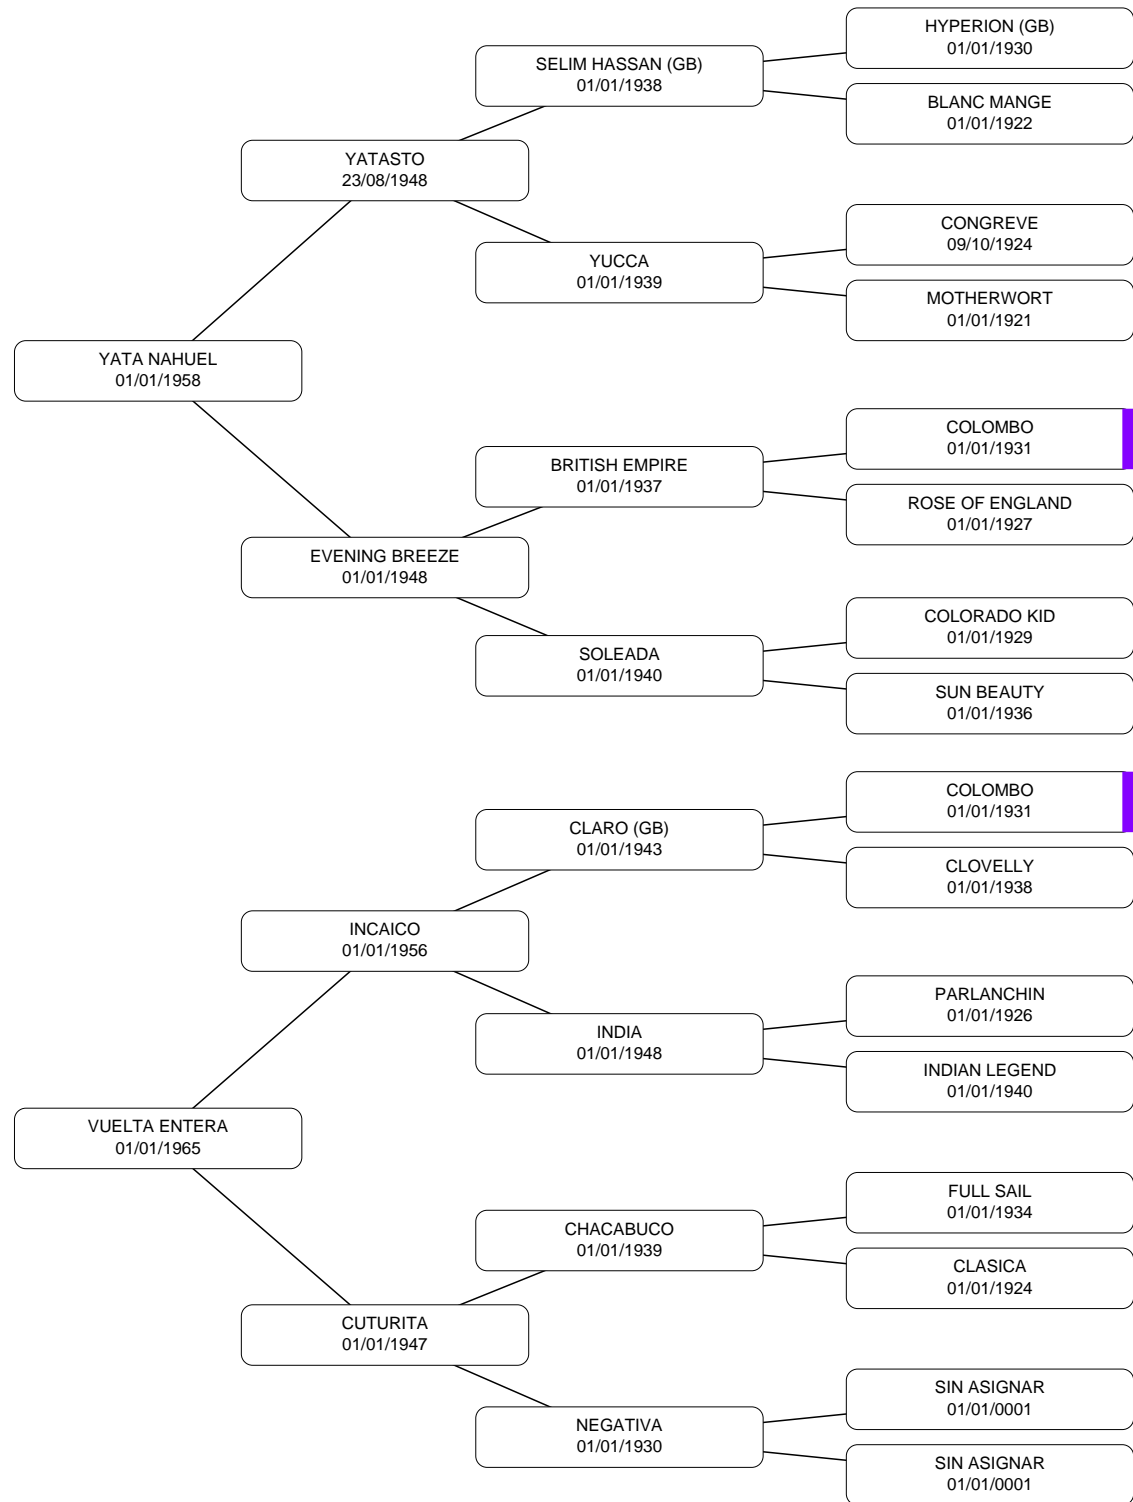 HYPERION (GB)
01/01/1930
SELIM HASSAN (GB)
01/01/1938
BLANC MANGE
01/01/1922
YATASTO
23/08/1948
CONGREVE
09/10/1924
YUCCA
01/01/1939
MOTHERWORT
01/01/1921
YATA NAHUEL
01/01/1958
COLOMBO
01/01/1931
BRITISH EMPIRE
01/01/1937
ROSE OF ENGLAND
01/01/1927
EVENING BREEZE
01/01/1948
COLORADO KID
01/01/1929
SOLEADA
01/01/1940
SUN BEAUTY
01/01/1936
COLOMBO
01/01/1931
CLARO (GB)
01/01/1943
CLOVELLY
01/01/1938
INCAICO
01/01/1956
PARLANCHIN
01/01/1926
INDIA
01/01/1948
INDIAN LEGEND
01/01/1940
VUELTA ENTERA
01/01/1965
FULL SAIL
01/01/1934
CHACABUCO
01/01/1939
CLASICA
01/01/1924
CUTURITA
01/01/1947
SIN ASIGNAR
01/01/0001
NEGATIVA
01/01/1930
SIN ASIGNAR
01/01/0001